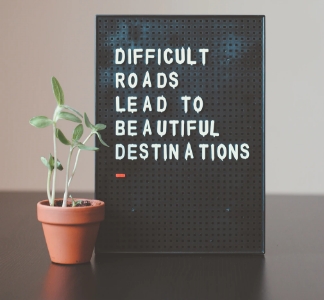 DIFFICULT
ROADS
LEAD TO
BEAUTIFUL
DESTINATIONS